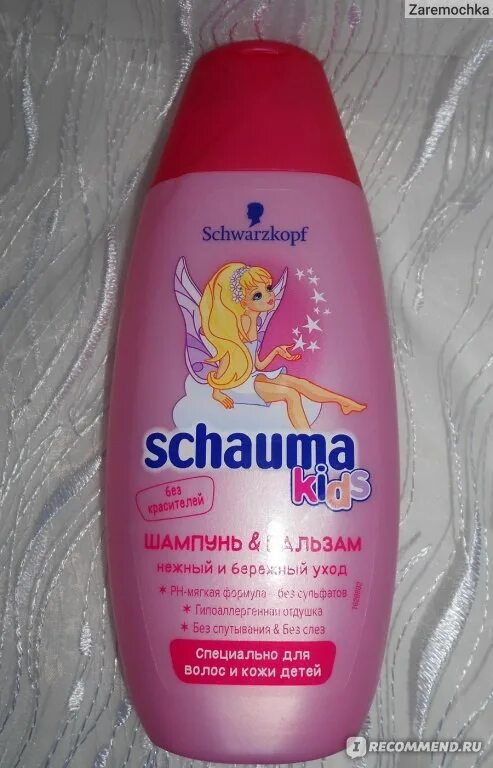 Zaremochka
Schwarzkopf
schauma
kids
без
красителей
ШАМПУНЬ & БАЛЬЗАМ
нежный и бережный уход
★ PH-мягкая формула - без сульфатов
★ Гипоаллергенная отдушка
★ Без спутывания & Без слез
Специально для
волос и кожи детей
IRECOMMEND.RU